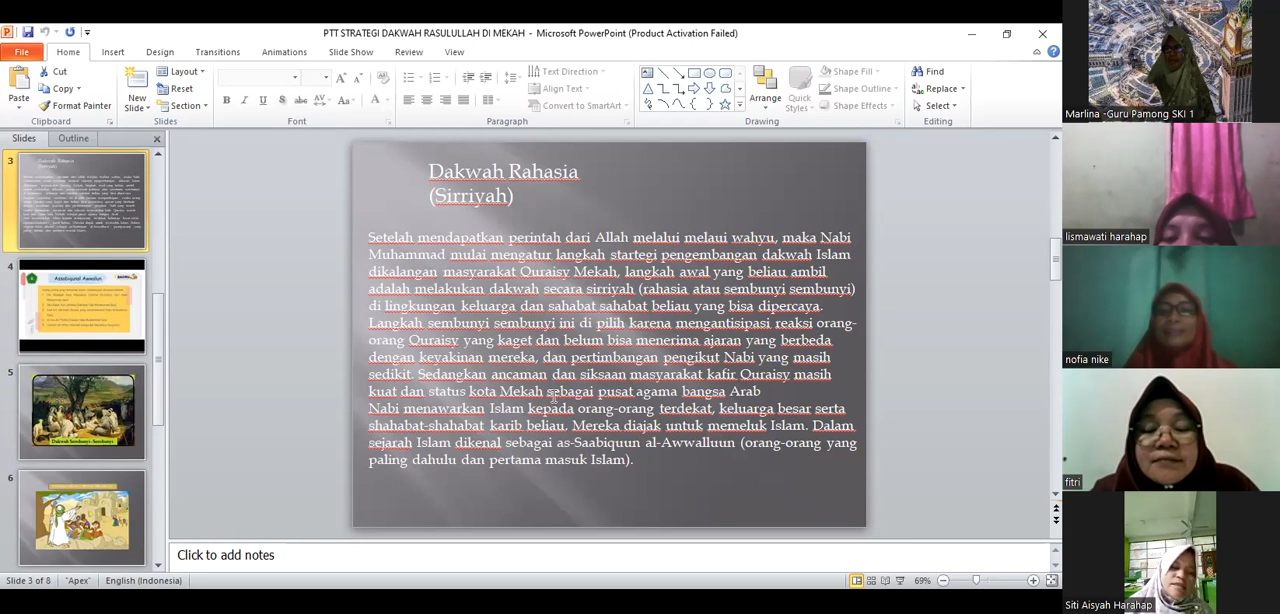 PTT STRATEGI DAKWAH RASULULLAH DI MEKAH - Microsoft PowerPoint (Product Activation Failed)
File Home Insert Design Transitions Animations Slide Show Review View
Paste
Cut
Copy
Format Painter
Clipboard
New Slide
Layout
Reset
Section
Slides
Font
Text Direction
Align Text
Convert to SmartArt
Paragraph
Arrange
Quick Styles
Shape Fill
Shape Outline
Shape Effects
Drawing
Find
Replace
Select
Editing
Slides Outline
3
4
Assabiqunal Awwalun
5
Dakwah Sembunyi- Sembunyi
6
Dakwah Rahasia
(Sirriyah)
Setelah mendapatkan perintah dari Allah melalui melaui wahyu, maka Nabi
Muhammad mulai mengatur langkah startegi pengembangan dakwah Islam
dikalangan masyarakat Quraisy Mekah, langkah awal yang beliau ambil
adalah melakukan dakwah secara sirriyah (rahasia atau sembunyi sembunyi)
di lingkungan keluarga dan sahabat sahabat beliau yang bisa dipercaya.
Langkah sembunyi sembunyi ini di pilih karena mengantisipasi reaksi orang-
orang Quraisy yang kaget dan belum bisa menerima ajaran yang berbeda
dengan keyakinan mereka, dan pertimbangan pengikut Nabi yang masih
sedikit. Sedangkan ancaman dan siksaan masyarakat kafir Quraisy masih
kuat dan status kota Mekah sebagai pusat agama bangsa Arab
Nabi menawarkan Islam kepada orang-orang terdekat, keluarga besar serta
shahabat-shahabat karib beliau, Mereka diajak untuk memeluk Islam. Dalam
sejarah Islam dikenal sebagai as-Saabiquun al-Awwalluun (orang-orang yang
paling dahulu dan pertama masuk Islam).
Click to add notes
Slide 3 of 8 "Apex" English (Indonesia) 69%
Marlina -Guru Pamong SKI 1
lismawati harahap
nofia nike
fitri
Siti Aisyah Harahap